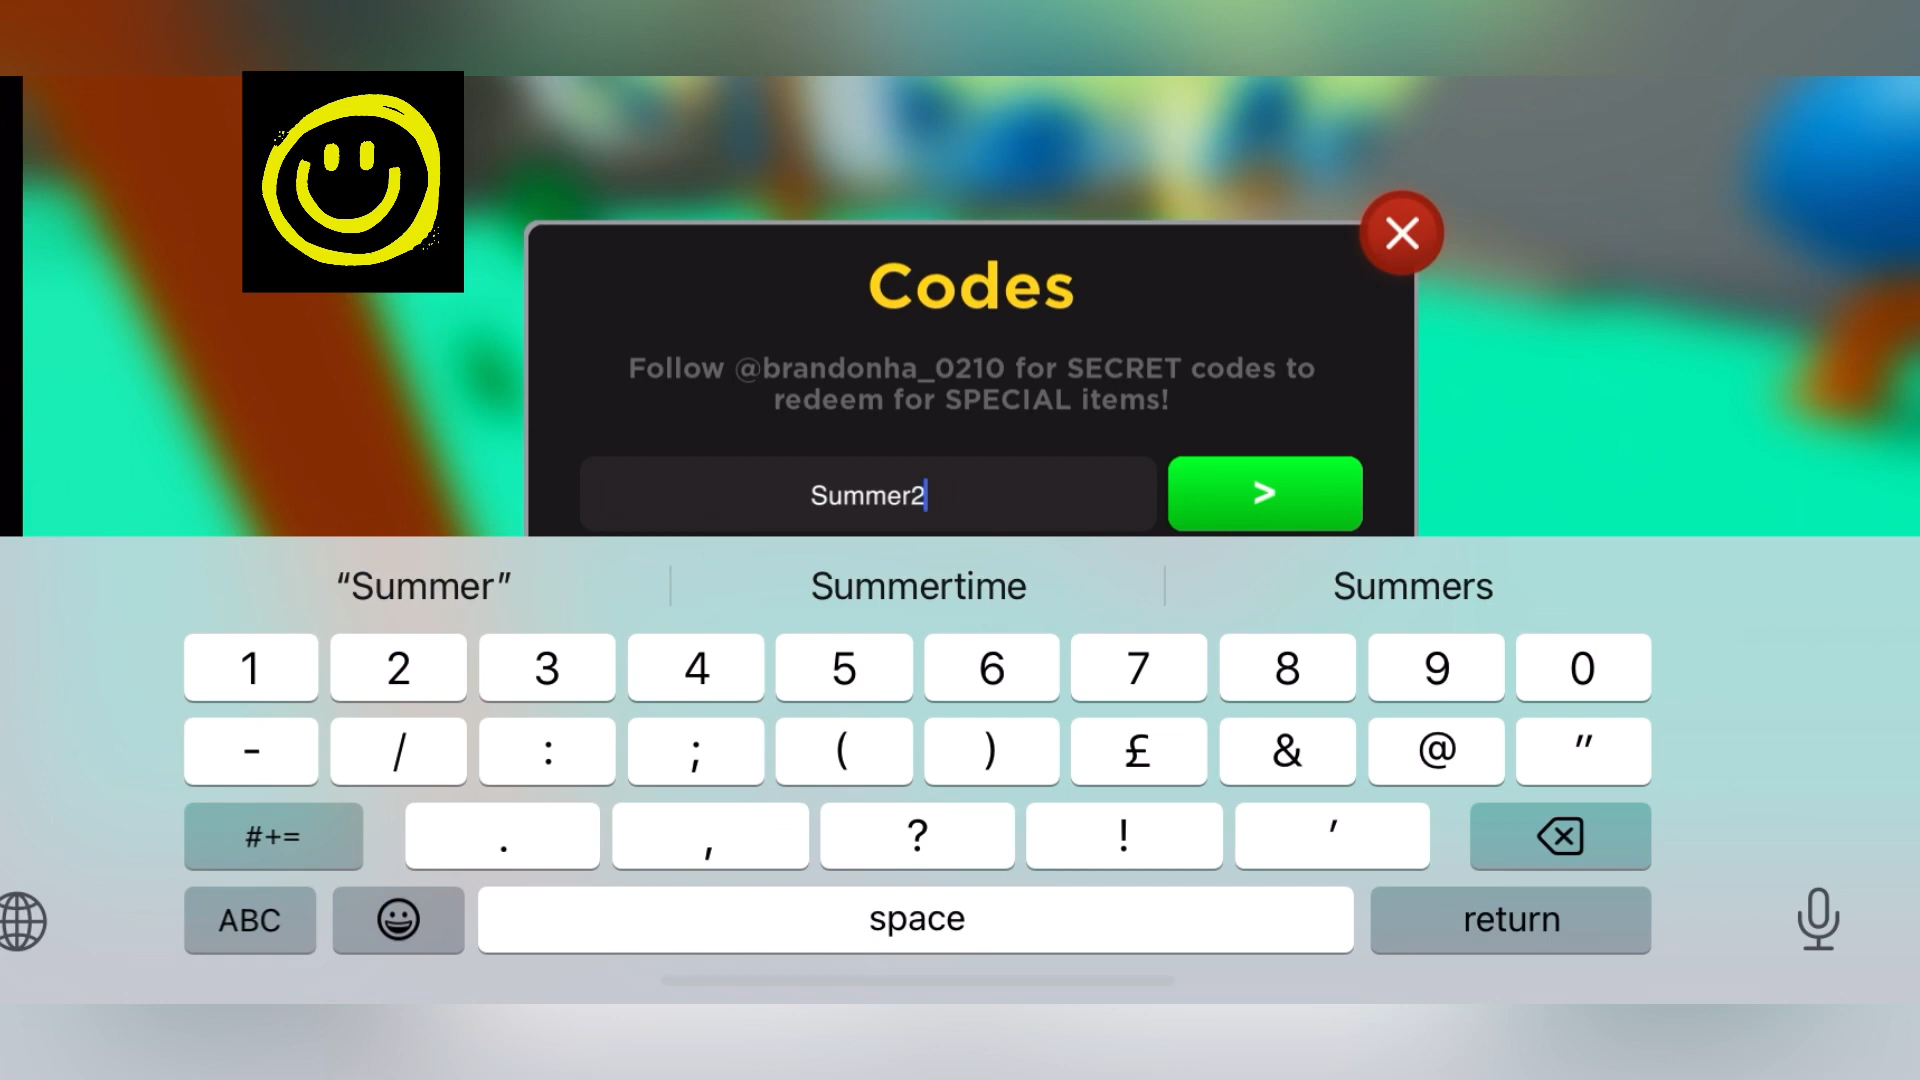 Codes
Follow @brandonha_0210 for SECRET codes to
redeem for SPECIAL items!
Summer2
>
“Summer”
Summertime
Summers
1 2 3 4 5 6 7 8 9 0
- / : ; ( ) £ & @ "
#+= . , ? ! '
ABC space return